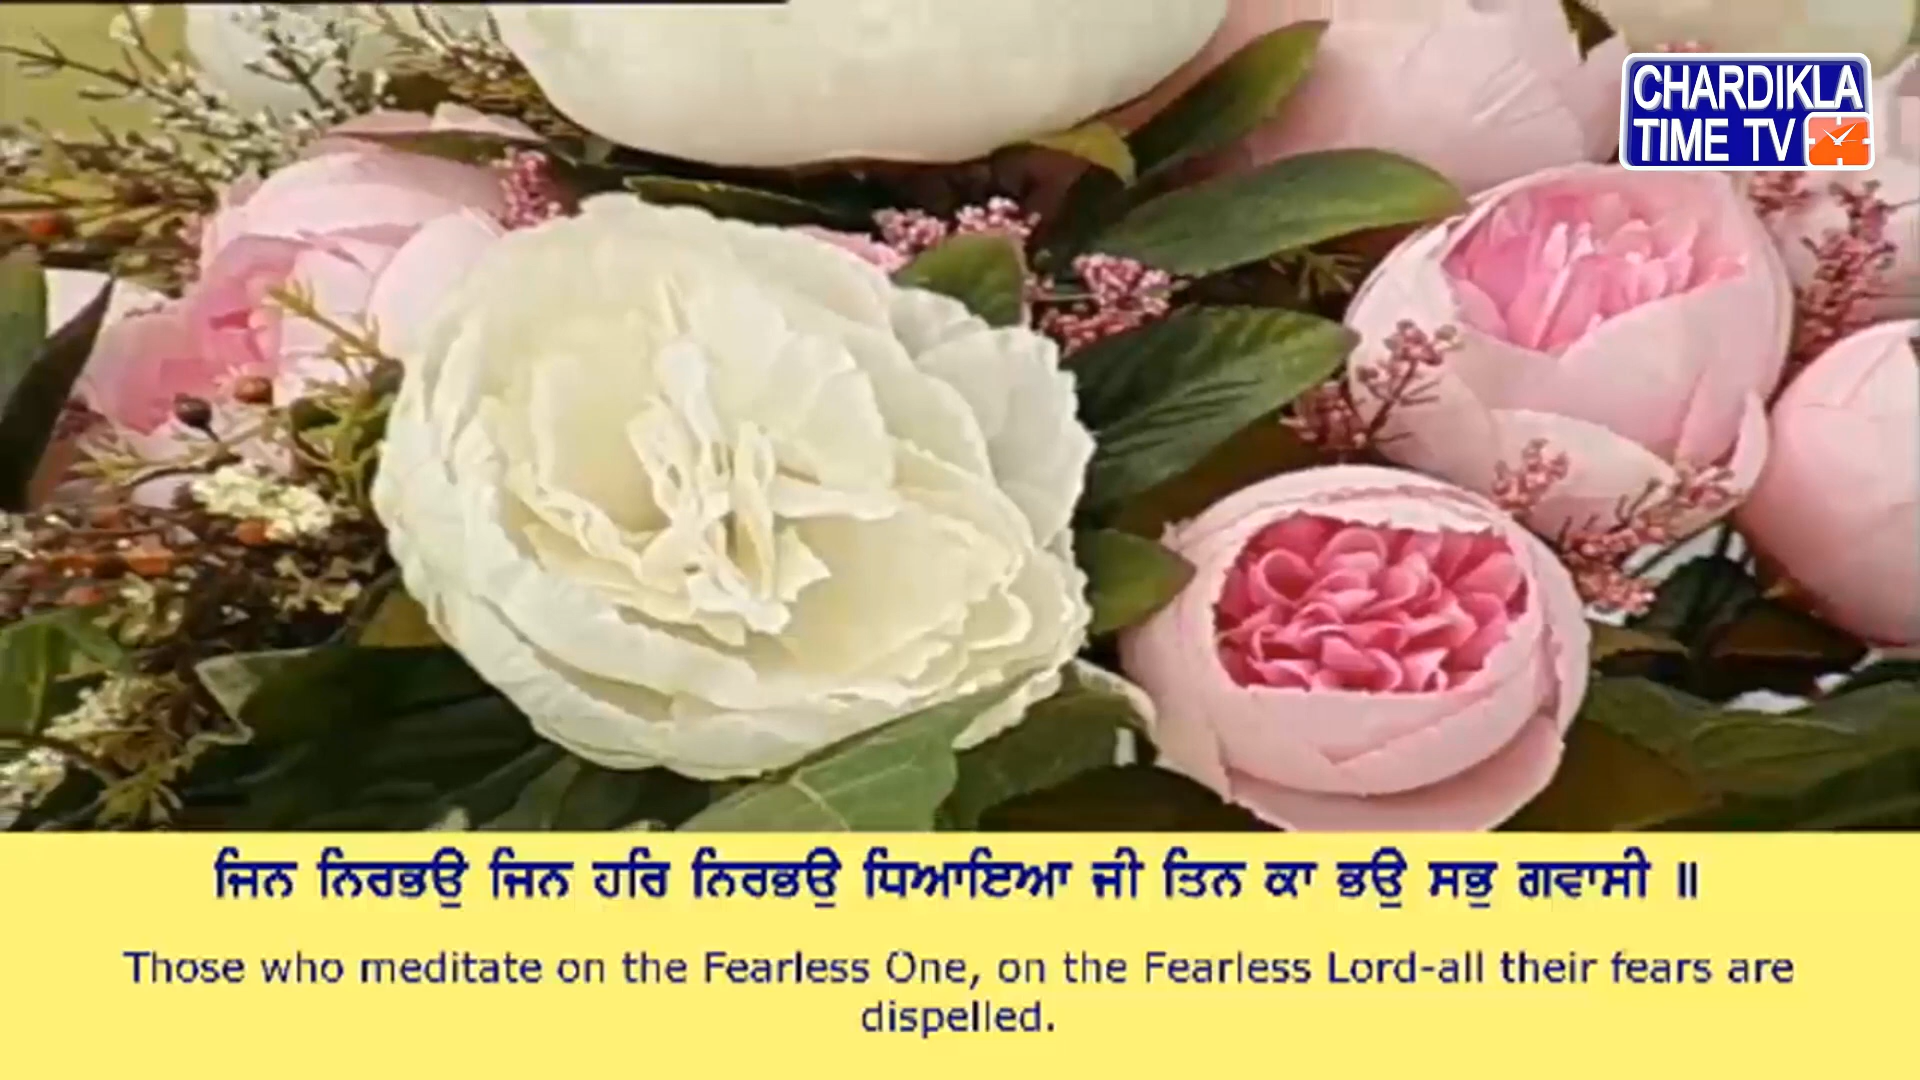 CHARDIKLA
TIME TV
ਜਿਨ ਨਿਰਭਉ ਜਿਨ ਹਰਿ ਨਿਰਭਉ ਧਿਆਇਆ ਜੀ ਤਿਨ ਕਾ ਭਉ ਸਭੁ ਗਵਾਸੀ ॥
Those who meditate on the Fearless One, on the Fearless Lord-all their fears are
dispelled.